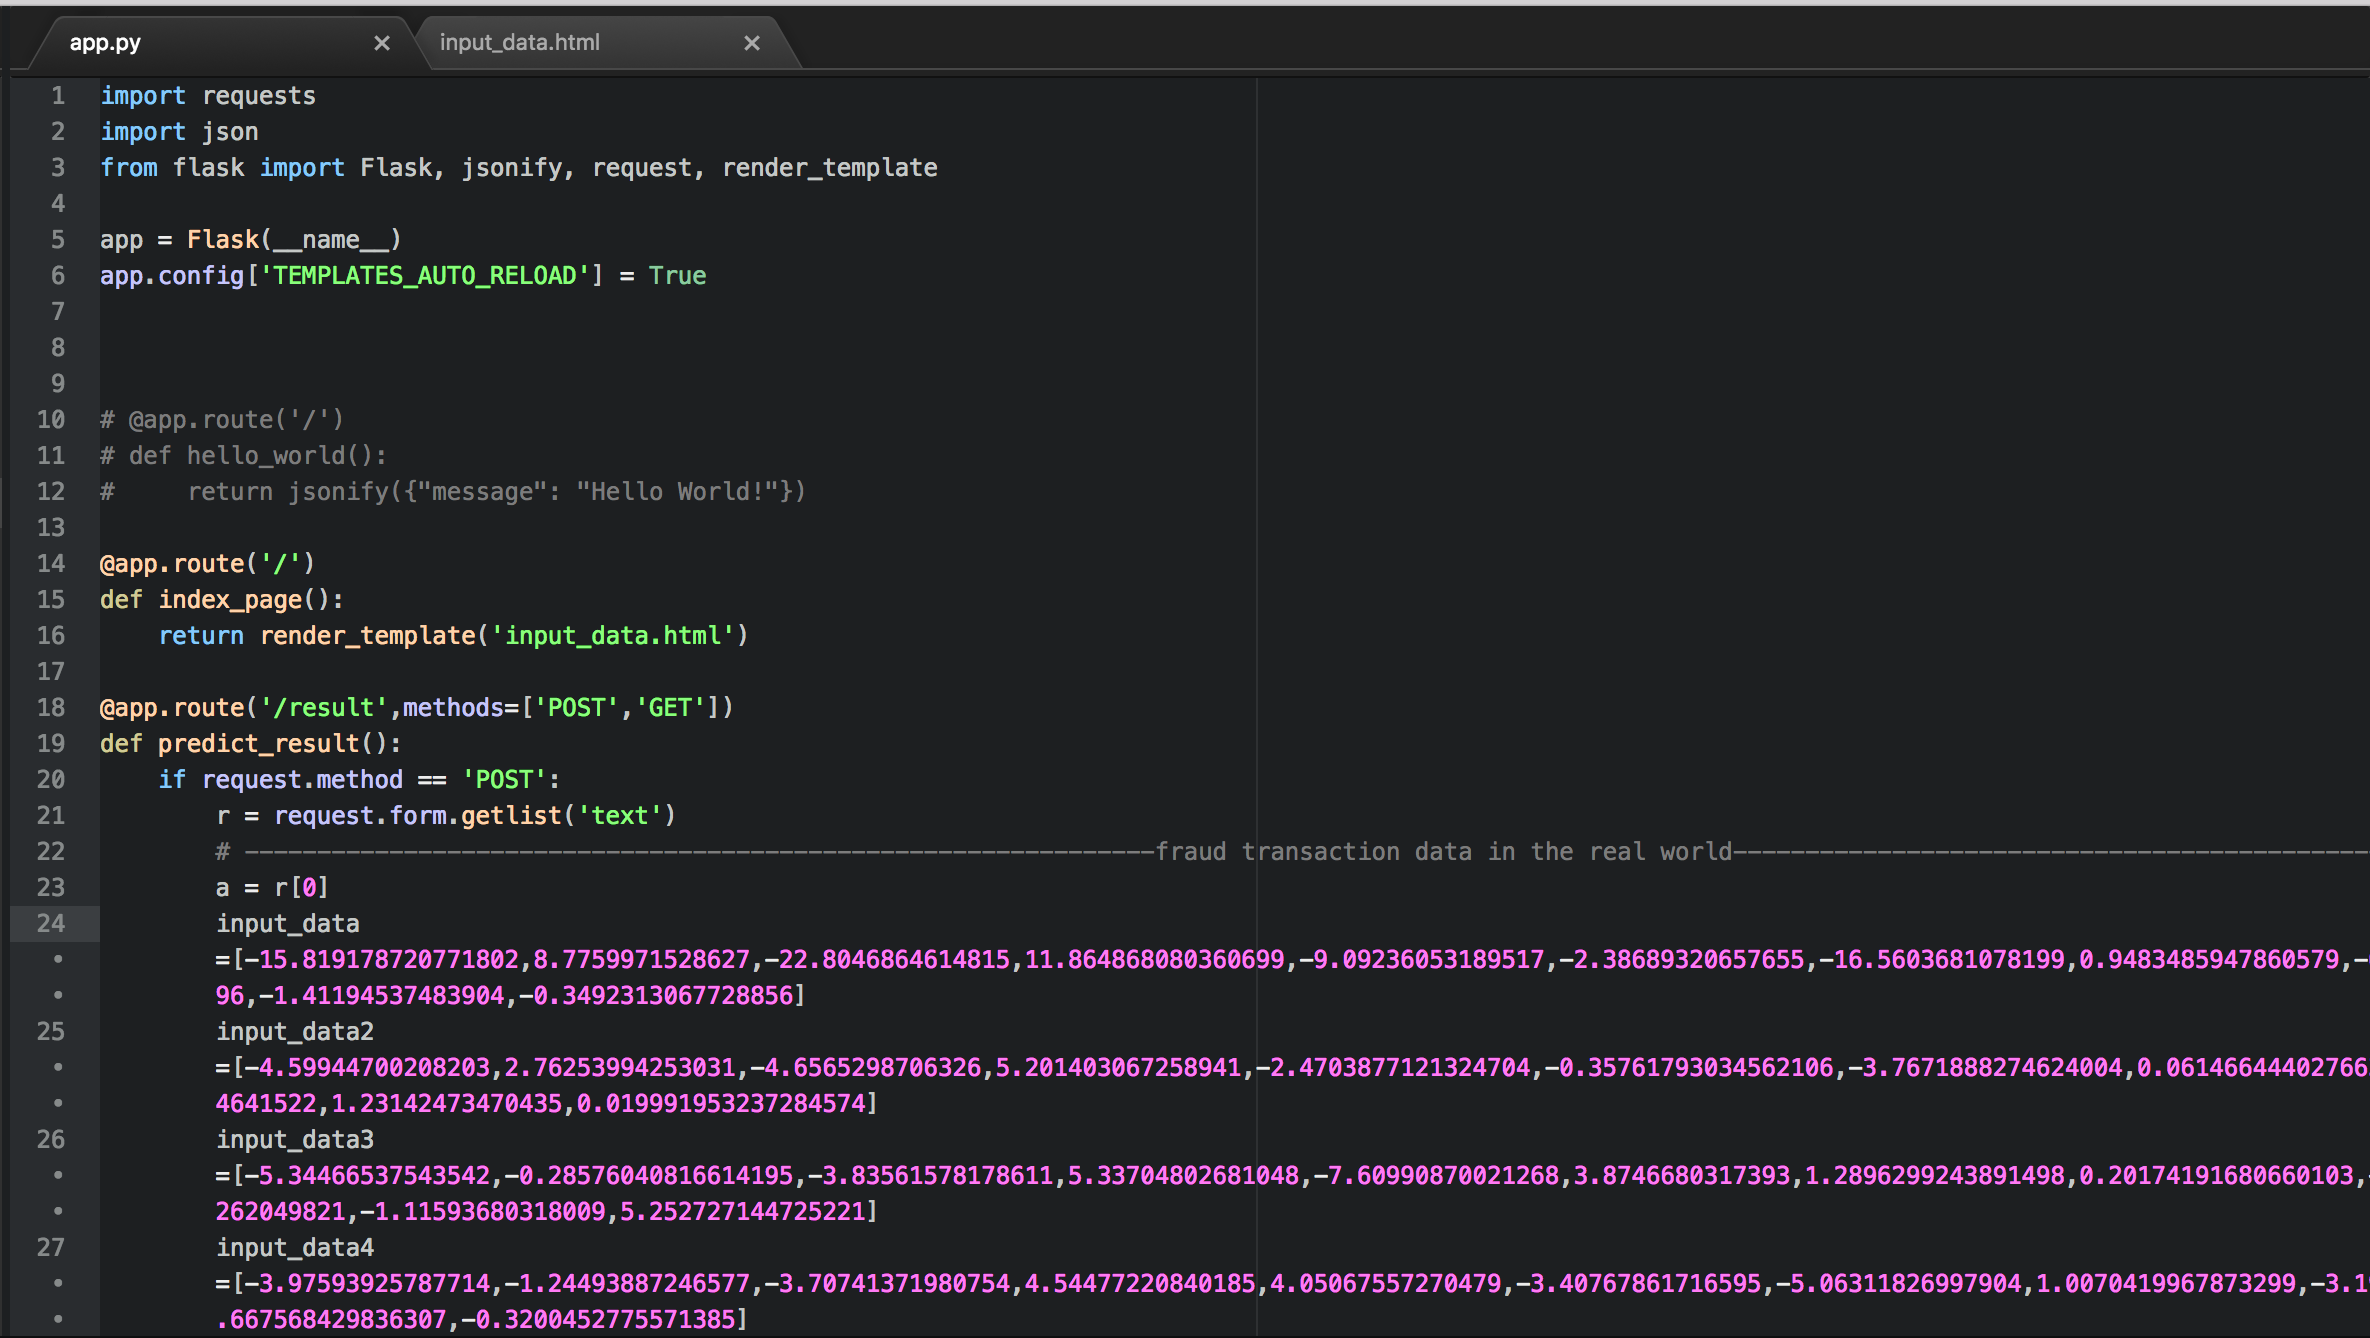 app.py × input_data.html ×
1 import requests
2 import json
3 from flask import Flask, jsonify, request, render_template
4
5 app = Flask(__name__)
6 app.config['TEMPLATES_AUTO_RELOAD'] = True
7
8
9
10 # @app.route('/')
11 # def hello_world():
12 #     return jsonify({"message": "Hello World!"})
13
14 @app.route('/')
15 def index_page():
16     return render_template('input_data.html')
17
18 @app.route('/result',methods=['POST','GET'])
19 def predict_result():
20     if request.method == 'POST':
21         r = request.form.getlist('text')
22         # ---------------------------------------------------------------fraud transaction data in the real world--------------------------------------------
23         a = r[0]
24         input_data
•         =[-15.819178720771802,8.7759971528627,-22.8046864614815,11.864868080360699,-9.09236053189517,-2.38689320657655,-16.5603681078199,0.9483485947860579,-
•         96,-1.41194537483904,-0.3492313067728856]
25         input_data2
•         =[-4.59944700208203,2.76253994253031,-4.6565298706326,5.201403067258941,-2.4703877121324704,-0.35761793034562106,-3.7671888274624004,0.06146644402766
•         4641522,1.23142473470435,0.0199919532372845​74]
26         input_data3
•         =[-5.34466537543542,-0.28576040816614195,-3.83561578178611,5.33704802681048,-7.60990870021268,3.8746680317393,1.2896299243891498,0.20174191680660103,
•         262049821,-1.11593680318009,5.252727144725221]
27         input_data4
•         =[-3.97593925787714,-1.24493887246577,-3.70741371980754,4.54477220840185,4.05067557270479,-3.40767861716595,-5.06311826997904,1.0070419967873299,-3.1
•         .667568429836307,-0.3200452775571385]